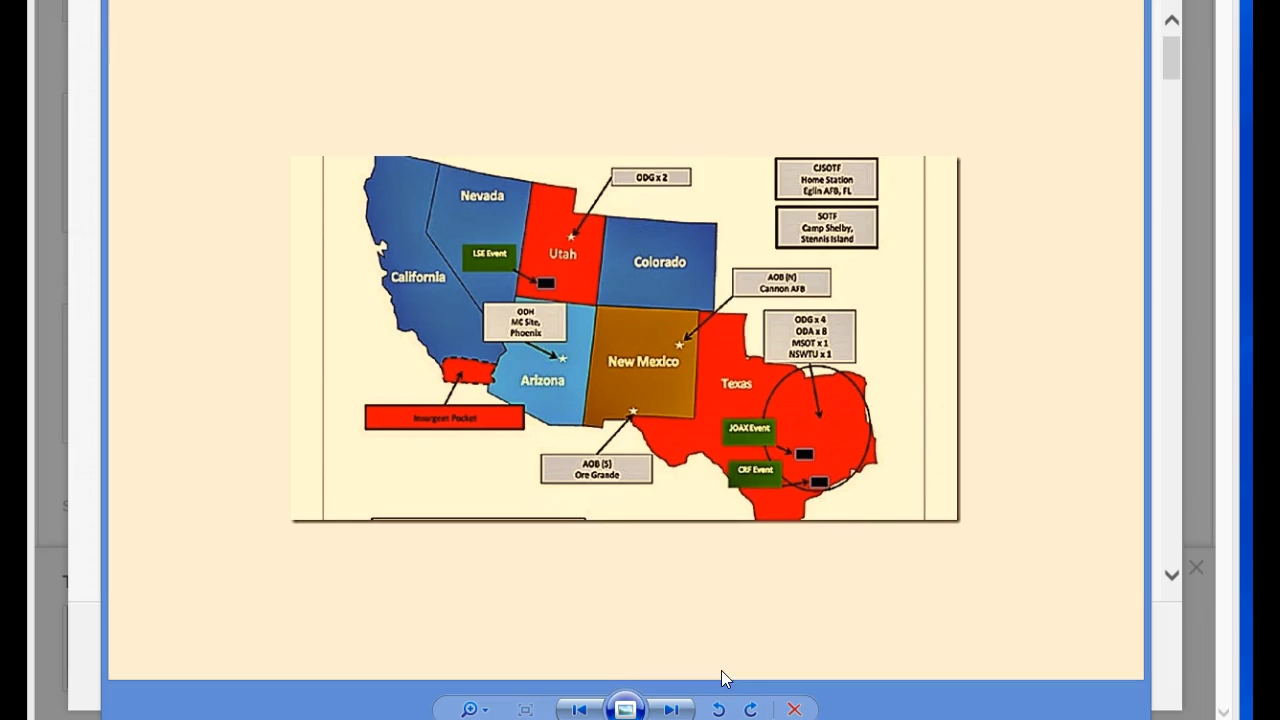 ODG x 2
CJSOTF
Home Station
Eglin AFB, FL
SOTF
Camp Shelby,
Stennis Island
Nevada
LSE Event
Utah
Colorado
California
AOB (N)
Cannon AFB
ODH
MC Site,
Phoenix
ODG x 4
ODA x 8
MSOT x 1
NSWTU x 1
New Mexico
Arizona
Texas
Insurgent Pocket
JOAX Event
CRF Event
AOB (S)
Oro Grande